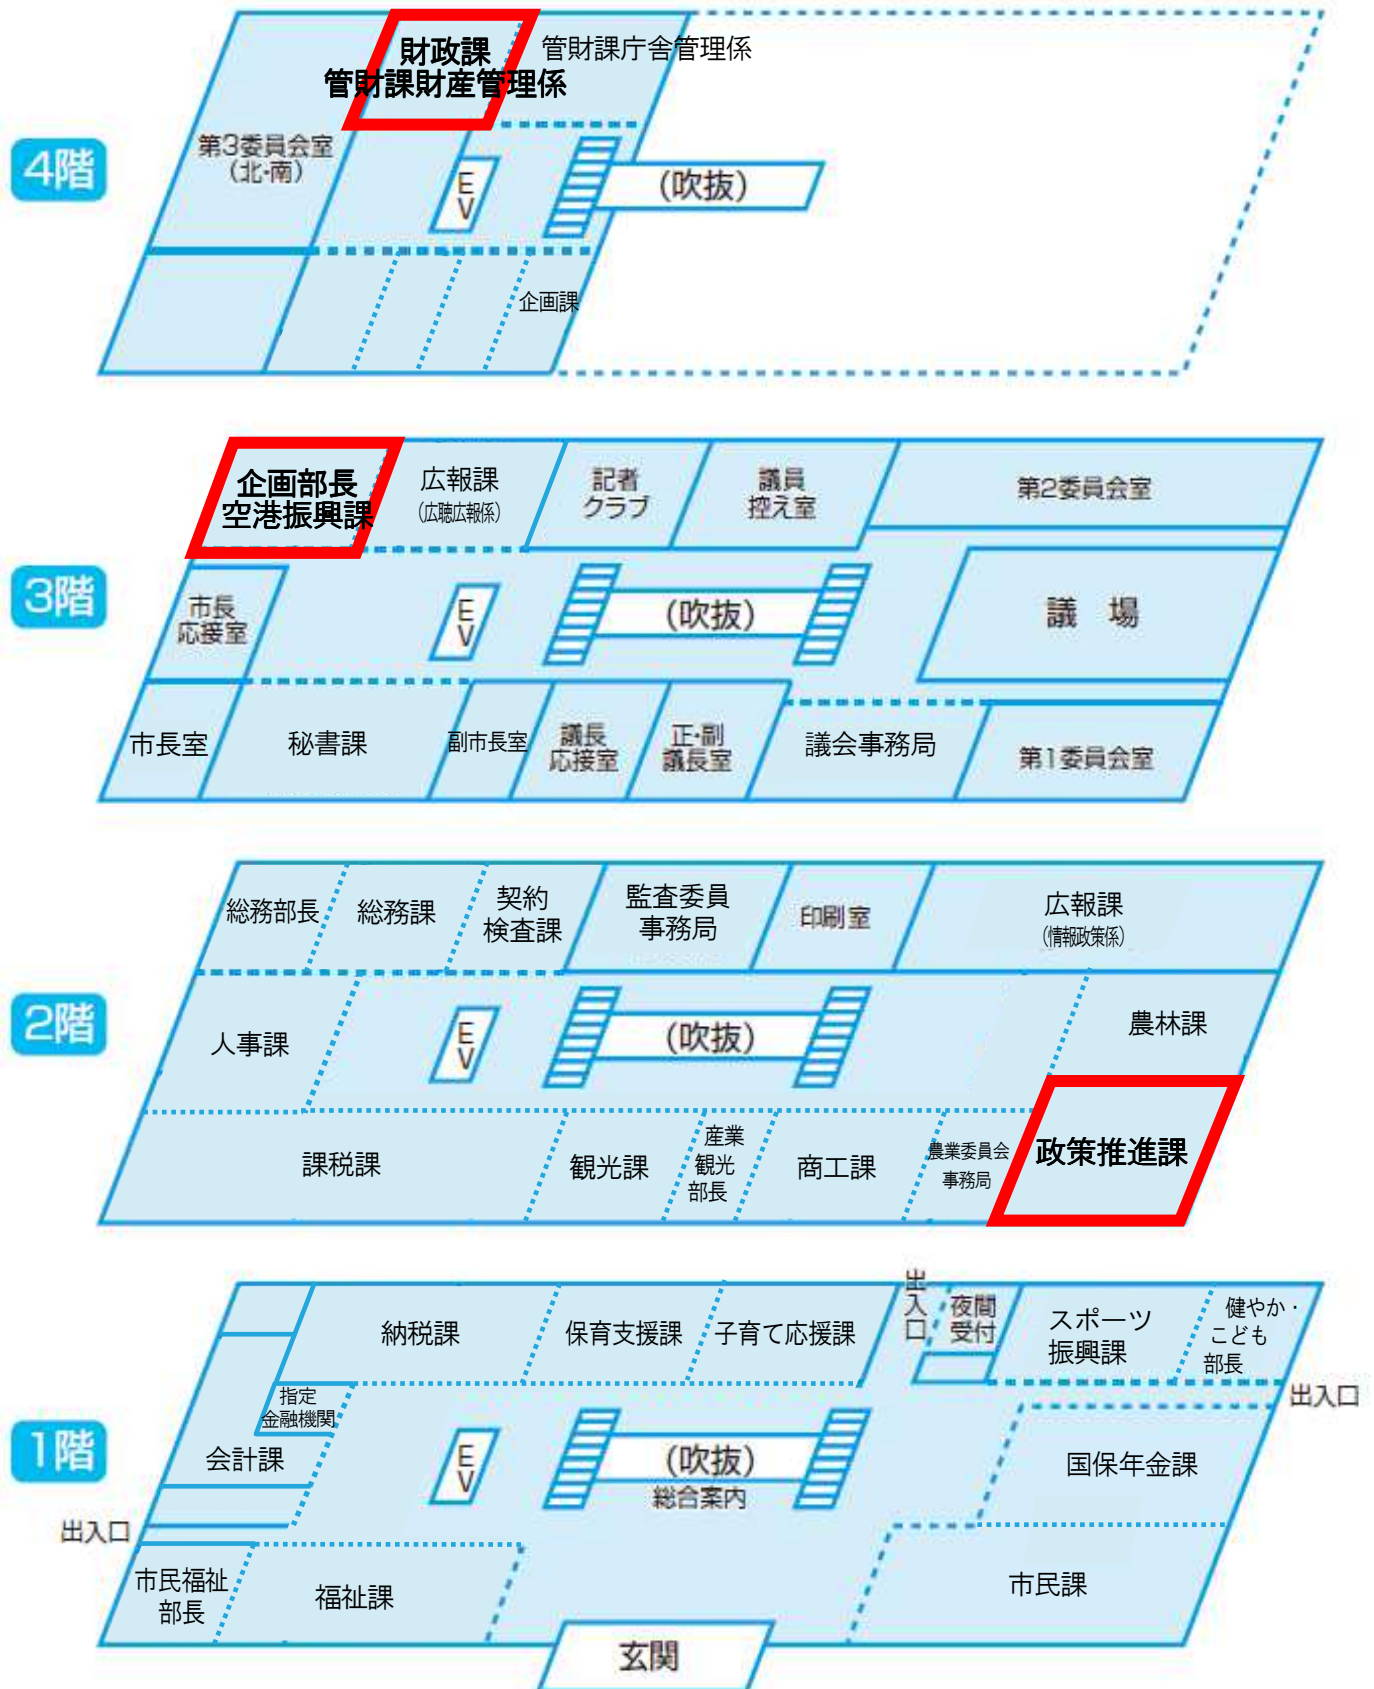 財政課
管財課財産管理係
管財課庁舎管理係
第3委員会室
(北・南)
4階
EV
(吹抜)
企画課
企画部長
空港振興課
広報課
(広聴広報係)
記者
クラブ
議員
控え室
第2委員会室
3階
市長
応接室
EV
(吹抜)
議 場
市長室
秘書課
副市長室
議長
応接室
正・副
議長室
議会事務局
第1委員会室
総務部長
総務課
契約
検査課
監査委員
事務局
印刷室
広報課
(情報政策係)
2階
人事課
EV
(吹抜)
農林課
課税課
観光課
産業
観光
部長
商工課
農業委員会
事務局
政策推進課
納税課
保育支援課
子育て応援課
出入口
夜間
受付
スポーツ
振興課
健やか・
こども
部長
出入口
指定
金融機関
1階
会計課
EV
(吹抜)
総合案内
国保年金課
出入口
市民福祉
部長
福祉課
市民課
玄関